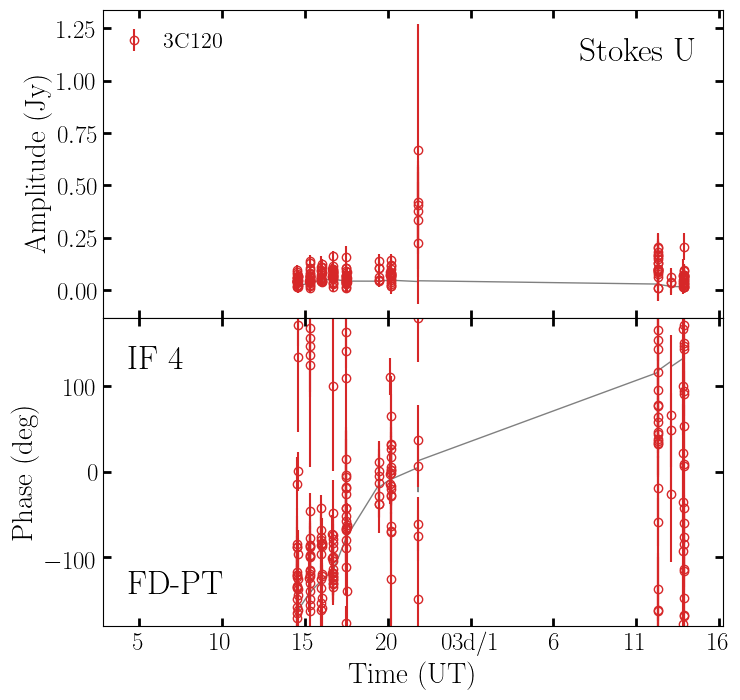 1.25
1.00
0.75
0.50
0.25
0.00
Amplitude (Jy)
3C120
Stokes U
100
0
−100
Phase (deg)
IF 4
FD-PT
5 10 15 20 03d/1 6 11 16
Time (UT)